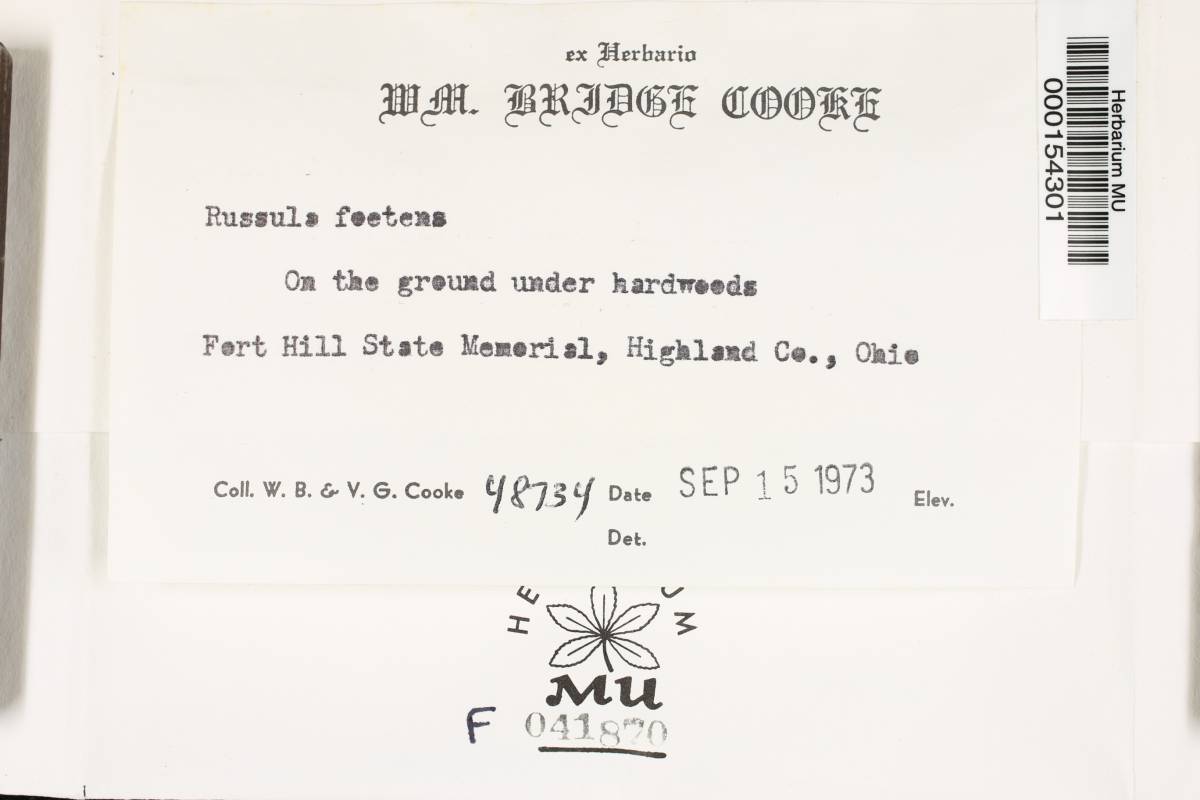 ex Herbario
WM. BRIDGE COOKE
Russula foetens
On the ground under hardwoods
Fort Hill State Memorial, Highland Co., Ohio
Coll. W. B. & V. G. Cooke 48734 Date SEP 15 1973 Elev.
Det.
MU
F 041870
Herbarium MU
000154301